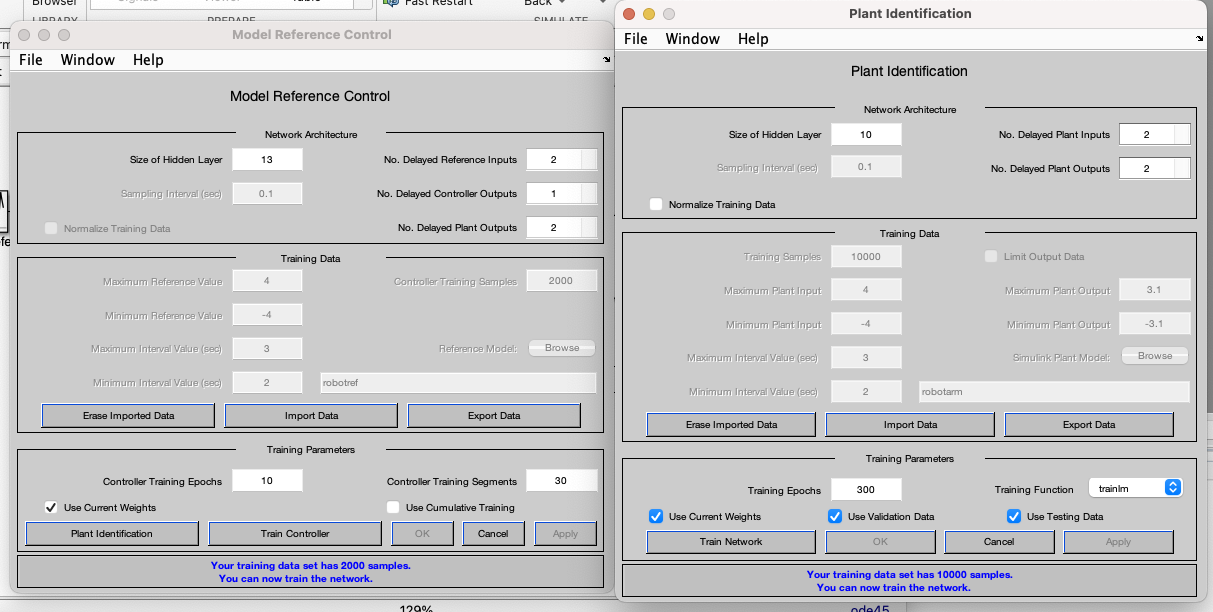 Browser
Signals
Viewer
Table
Fast Restart
Back
LIBRARY
PREPARE
SIMULATE
Model Reference Control
File Window Help
Model Reference Control
Network Architecture
Size of Hidden Layer 13 No. Delayed Reference Inputs 2
Sampling Interval (sec) 0.1 No. Delayed Controller Outputs 1
Normalize Training Data No. Delayed Plant Outputs 2
Training Data
Maximum Reference Value 4 Controller Training Samples 2000
Minimum Reference Value -4
Maximum Interval Value (sec) 3 Reference Model: Browse
Minimum Interval Value (sec) 2 robotref
Erase Imported Data Import Data Export Data
Training Parameters
Controller Training Epochs 10 Controller Training Segments 30
Use Current Weights Use Cumulative Training
Plant Identification Train Controller OK Cancel Apply
Your training data set has 2000 samples.
You can now train the network.
Plant Identification
File Window Help
Plant Identification
Network Architecture
Size of Hidden Layer 10 No. Delayed Plant Inputs 2
Sampling Interval (sec) 0.1 No. Delayed Plant Outputs 2
Normalize Training Data
Training Data
Training Samples 10000 Limit Output Data
Maximum Plant Input 4 Maximum Plant Output 3.1
Minimum Plant Input -4 Minimum Plant Output -3.1
Maximum Interval Value (sec) 3 Simulink Plant Model: Browse
Minimum Interval Value (sec) 2 robotarm
Erase Imported Data Import Data Export Data
Training Parameters
Training Epochs 300 Training Function trainlm
Use Current Weights Use Validation Data Use Testing Data
Train Network OK Cancel Apply
Your training data set has 10000 samples.
You can now train the network.
129%
ode45